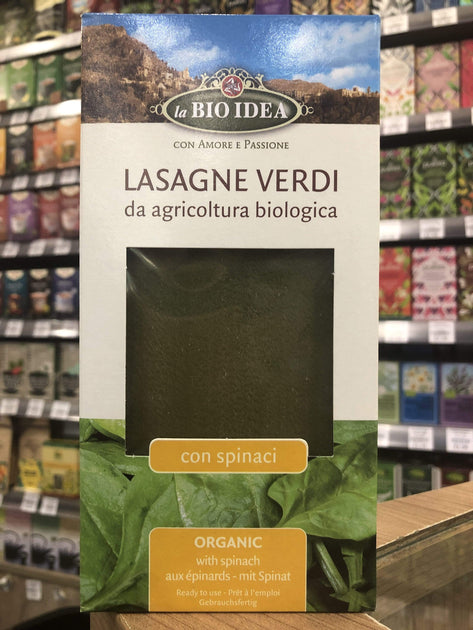 la BIO IDEA
CON AMORE E PASSIONE
LASAGNE VERDI
da agricoltura biologica
con spinaci
ORGANIC
with spinach
aux épinards - mit Spinat
Ready to use - Prêt à l'emploi
Gebrauchsfertig